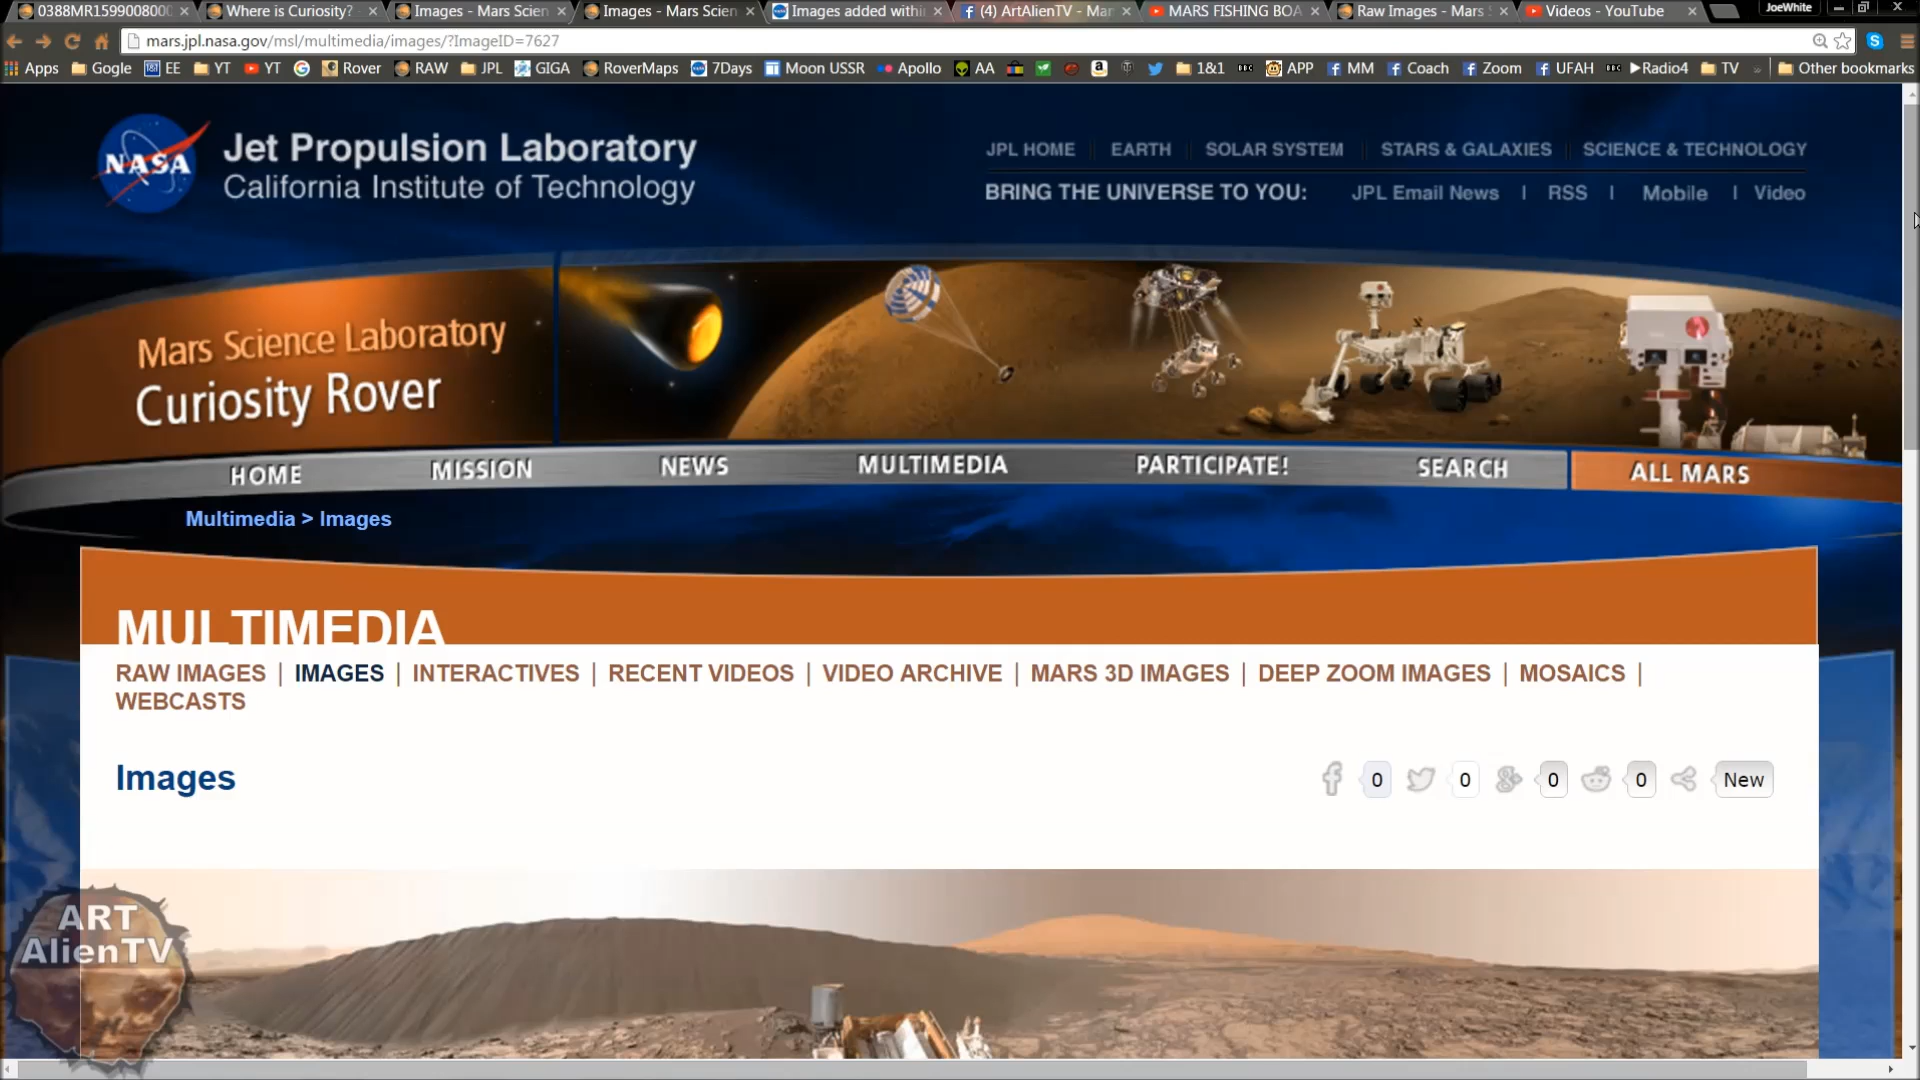 0388MR1599008000
Where is Curiosity?
Images - Mars Scien
Images - Mars Scien
Images added withi
(4) ArtAlienTV - Mar
MARS FISHING BOA
Raw Images - Mars
Videos - YouTube
JoeWhite
mars.jpl.nasa.gov/msl/multimedia/images/?ImageID=7627
Apps Gogle EE YT YT Rover RAW JPL GIGA RoverMaps 7Days Moon USSR Apollo AA 1&1 BBC APP MM Coach Zoom UFAH BBC Radio4 TV » Other bookmarks
NASA
Jet Propulsion Laboratory
California Institute of Technology
JPL HOME EARTH SOLAR SYSTEM STARS & GALAXIES SCIENCE & TECHNOLOGY
BRING THE UNIVERSE TO YOU: JPL Email News | RSS | Mobile | Video
Mars Science Laboratory
Curiosity Rover
HOME MISSION NEWS MULTIMEDIA PARTICIPATE! SEARCH ALL MARS
Multimedia > Images
MULTIMEDIA
RAW IMAGES | IMAGES | INTERACTIVES | RECENT VIDEOS | VIDEO ARCHIVE | MARS 3D IMAGES | DEEP ZOOM IMAGES | MOSAICS |
WEBCASTS
Images
0 0 0 0 New
ART
AlienTV